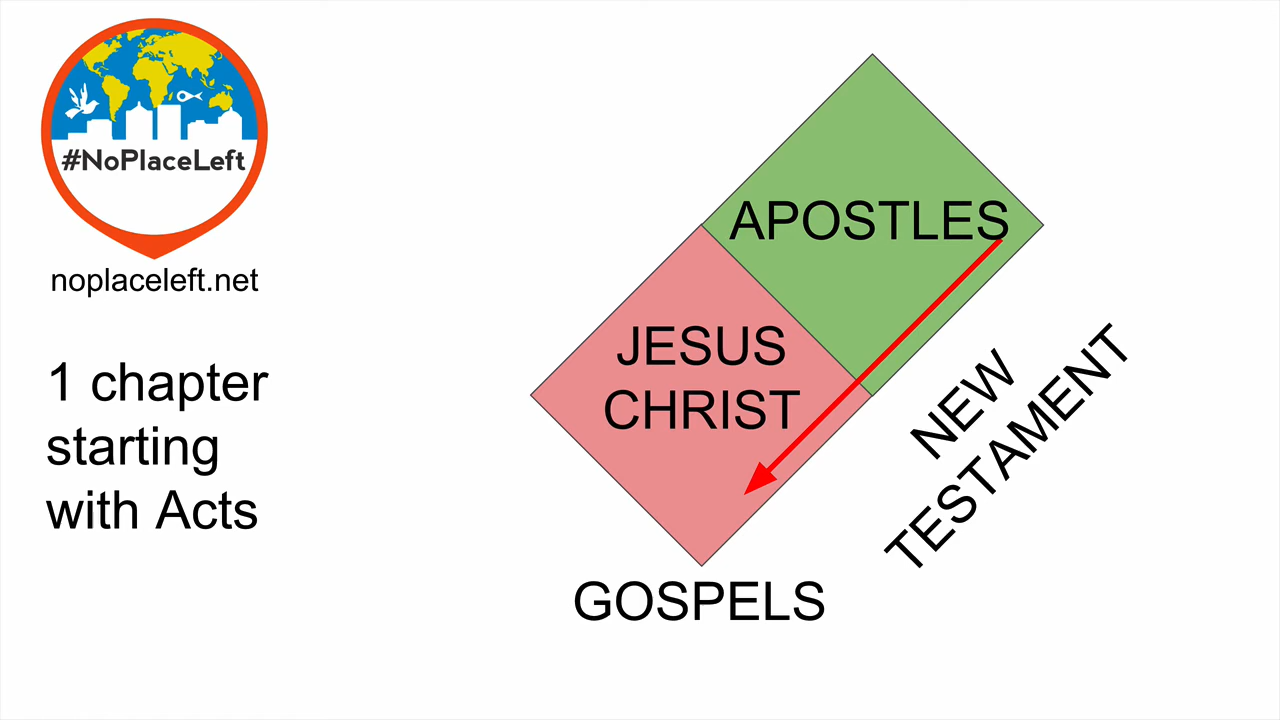 #NoPlaceLeft
noplaceleft.net
1 chapter
starting
with Acts
APOSTLES
JESUS
CHRIST
NEW
TESTAMENT
GOSPELS